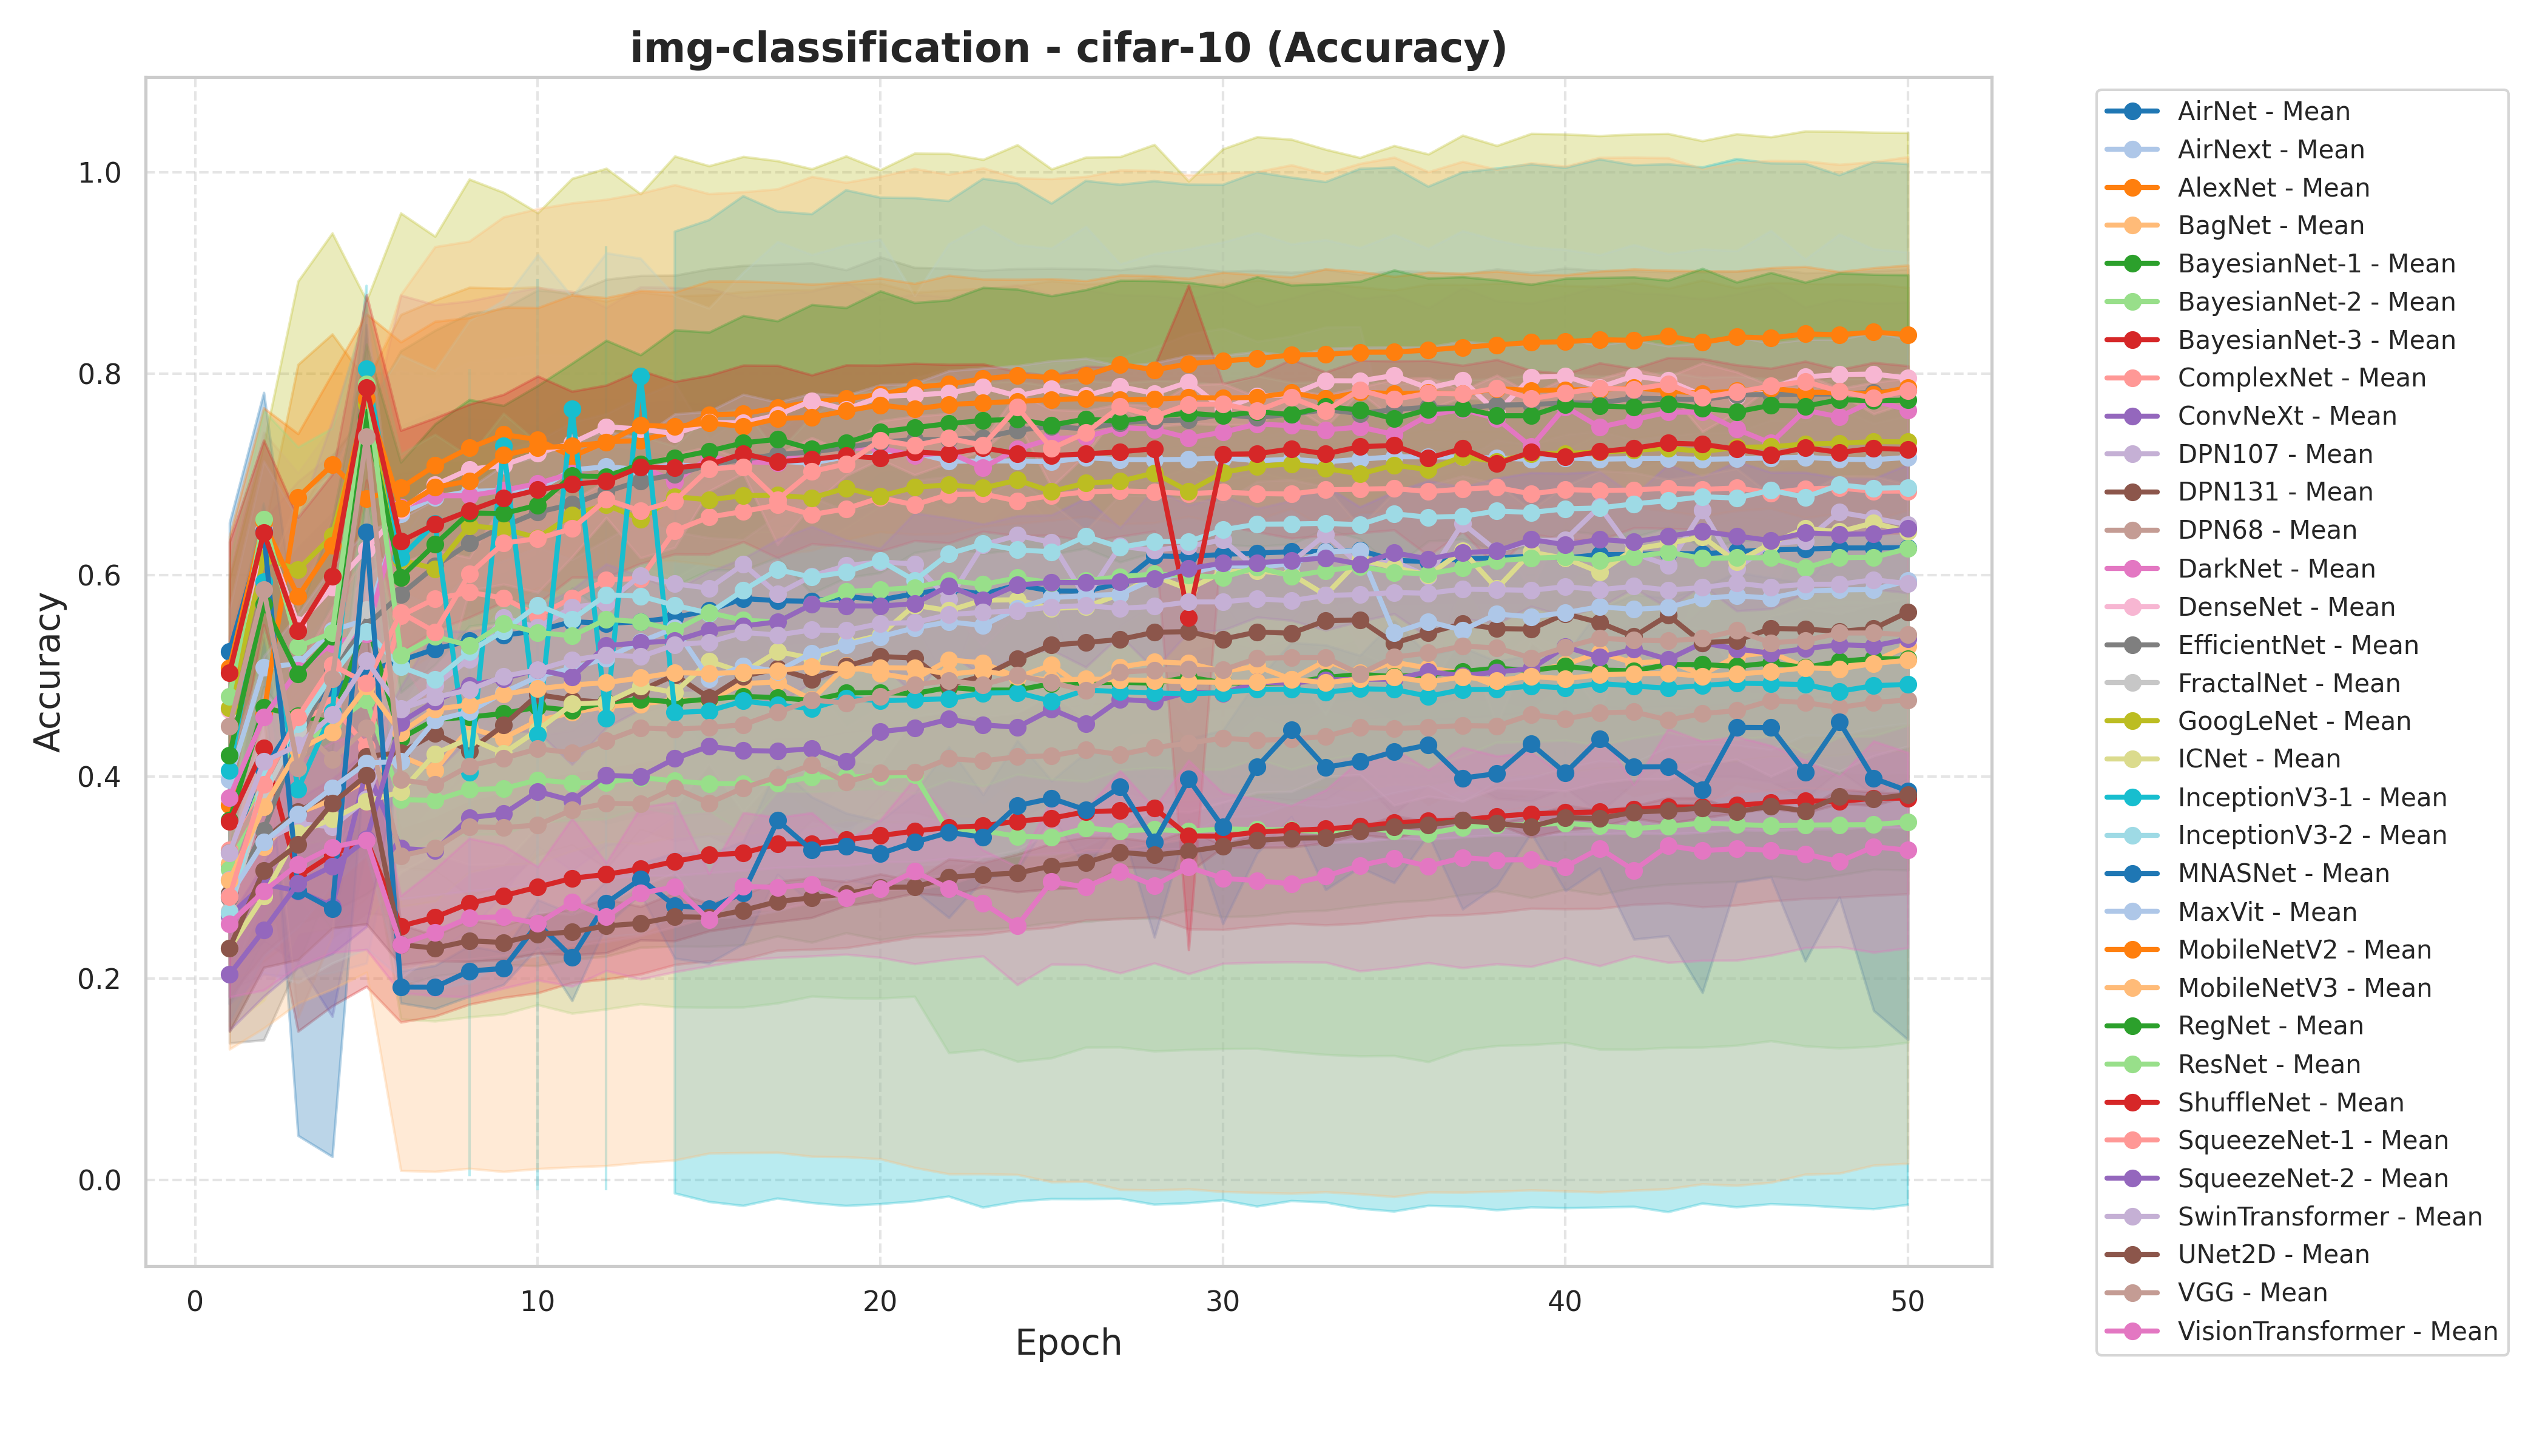 img-classification - cifar-10 (Accuracy)
Accuracy
1.0
0.8
0.6
0.4
0.2
0.0
0
10
20
30
40
50
Epoch
AirNet - Mean
AirNext - Mean
AlexNet - Mean
BagNet - Mean
BayesianNet-1 - Mean
BayesianNet-2 - Mean
BayesianNet-3 - Mean
ComplexNet - Mean
ConvNeXt - Mean
DPN107 - Mean
DPN131 - Mean
DPN68 - Mean
DarkNet - Mean
DenseNet - Mean
EfficientNet - Mean
FractalNet - Mean
GoogLeNet - Mean
ICNet - Mean
InceptionV3-1 - Mean
InceptionV3-2 - Mean
MNASNet - Mean
MaxVit - Mean
MobileNetV2 - Mean
MobileNetV3 - Mean
RegNet - Mean
ResNet - Mean
ShuffleNet - Mean
SqueezeNet-1 - Mean
SqueezeNet-2 - Mean
SwinTransformer - Mean
UNet2D - Mean
VGG - Mean
VisionTransformer - Mean